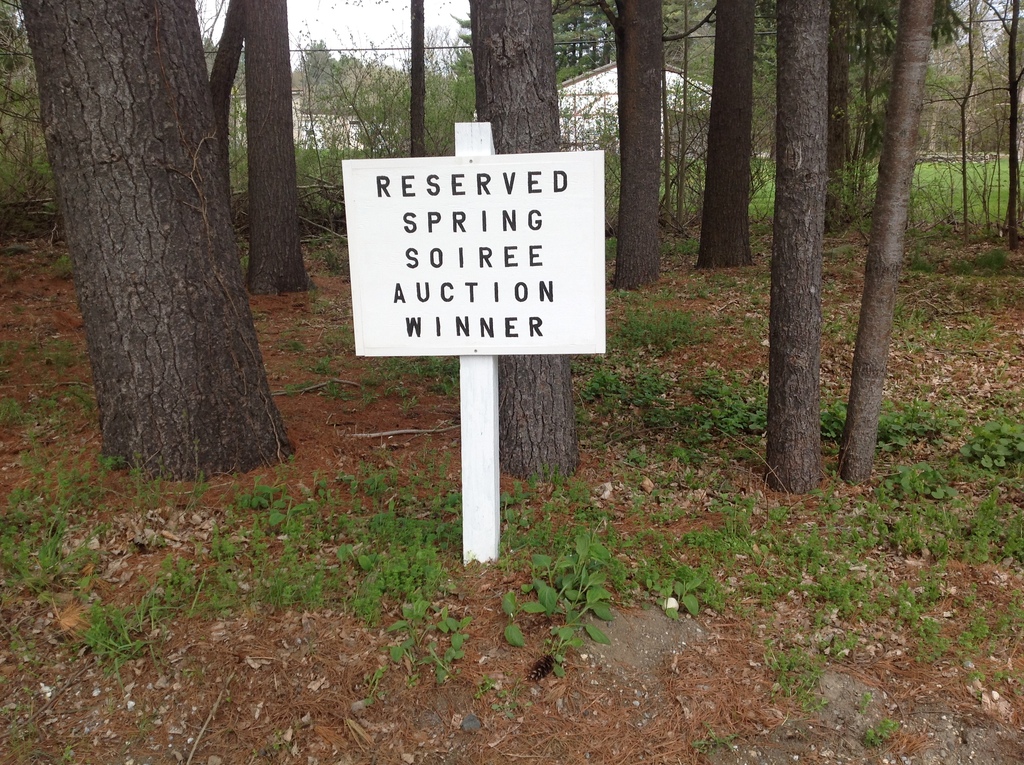 RESERVED
SPRING
SOIREE
AUCTION
WINNER